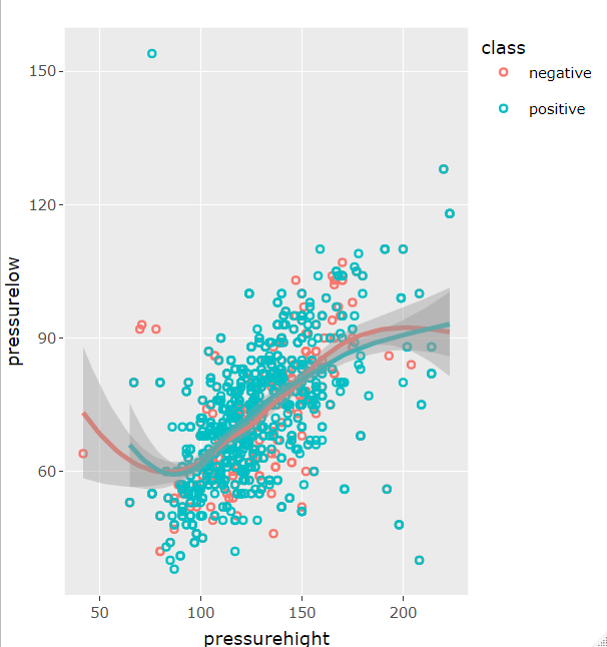 class
negative
positive
150
120
90
60
pressurelow
50 100 150 200
pressurehight